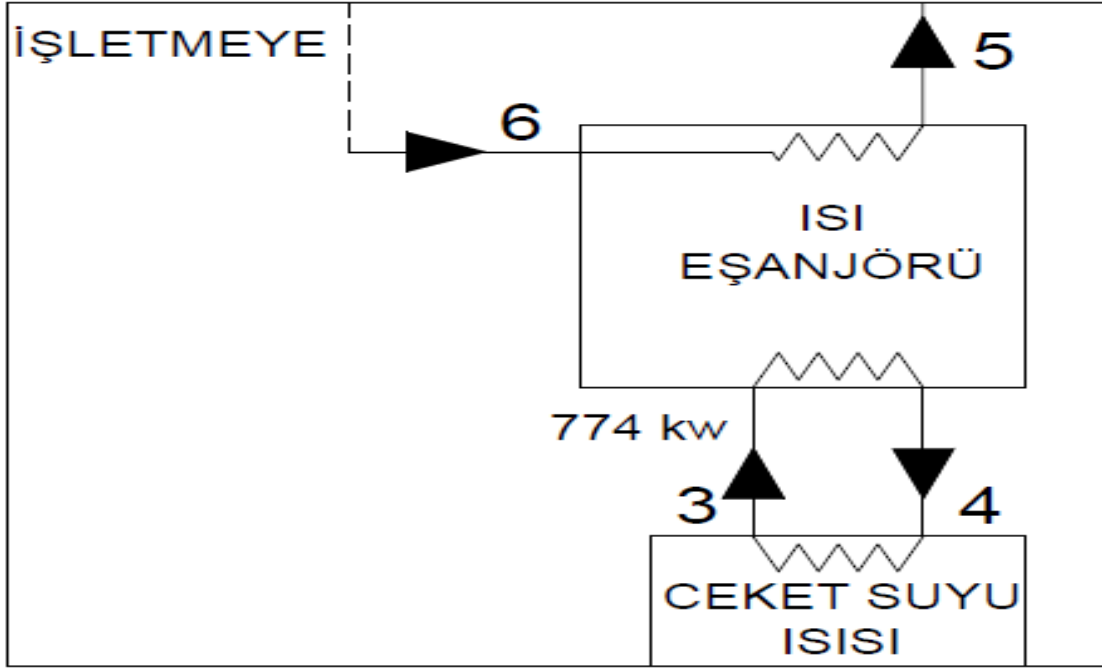 İŞLETMEYE
5
6
ISI
EŞANJÖRÜ
774 kw
3
4
CEKET SUYU
ISISI